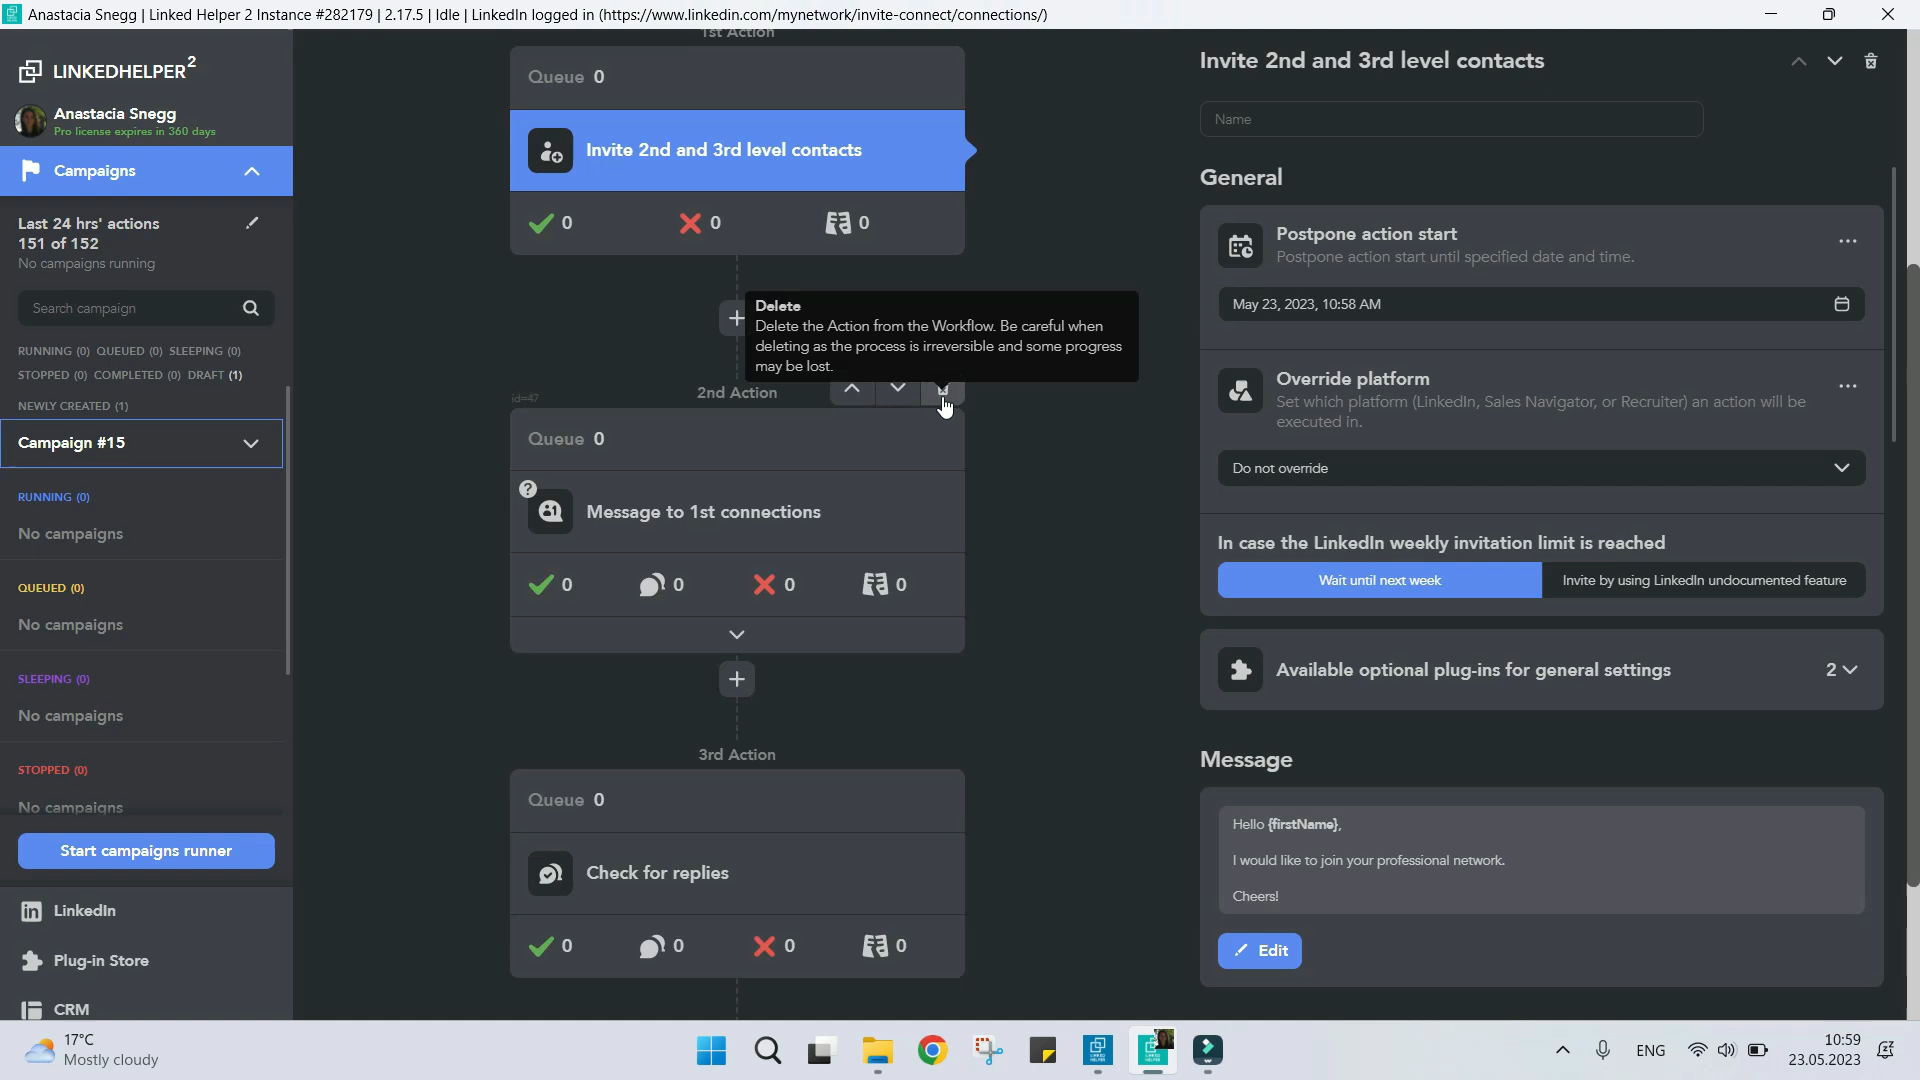 Anastacia Snegg | Linked Helper 2 Instance #282179 | 2.17.5 | Idle | LinkedIn logged in (https://www.linkedin.com/mynetwork/invite-connect/connections/)
LINKEDHELPER2
Anastacia Snegg
Pro license expires in 360 days
Campaigns
Last 24 hrs' actions
151 of 152
No campaigns running
Search campaign
RUNNING (0) QUEUED (0) SLEEPING (0)
STOPPED (0) COMPLETED (0) DRAFT (1)
NEWLY CREATED (1)
Campaign #15
RUNNING (0)
No campaigns
QUEUED (0)
No campaigns
SLEEPING (0)
No campaigns
STOPPED (0)
No campaigns
Start campaigns runner
LinkedIn
Plug-in Store
CRM
1st Action
Queue 0
Invite 2nd and 3rd level contacts
0 0 0
Delete
Delete the Action from the Workflow. Be careful when
deleting as the process is irreversible and some progress
may be lost.
id=47
2nd Action
Queue 0
Message to 1st connections
0 0 0 0
3rd Action
Queue 0
Check for replies
0 0 0 0
Invite 2nd and 3rd level contacts
Name
General
Postpone action start
Postpone action start until specified date and time.
May 23, 2023, 10:58 AM
Override platform
Set which platform (LinkedIn, Sales Navigator, or Recruiter) an action will be
executed in.
Do not override
In case the LinkedIn weekly invitation limit is reached
Wait until next week
Invite by using LinkedIn undocumented feature
Available optional plug-ins for general settings
2
Message
Hello {firstName},
I would like to join your professional network.
Cheers!
Edit
17°C
Mostly cloudy
ENG
10:59
23.05.2023